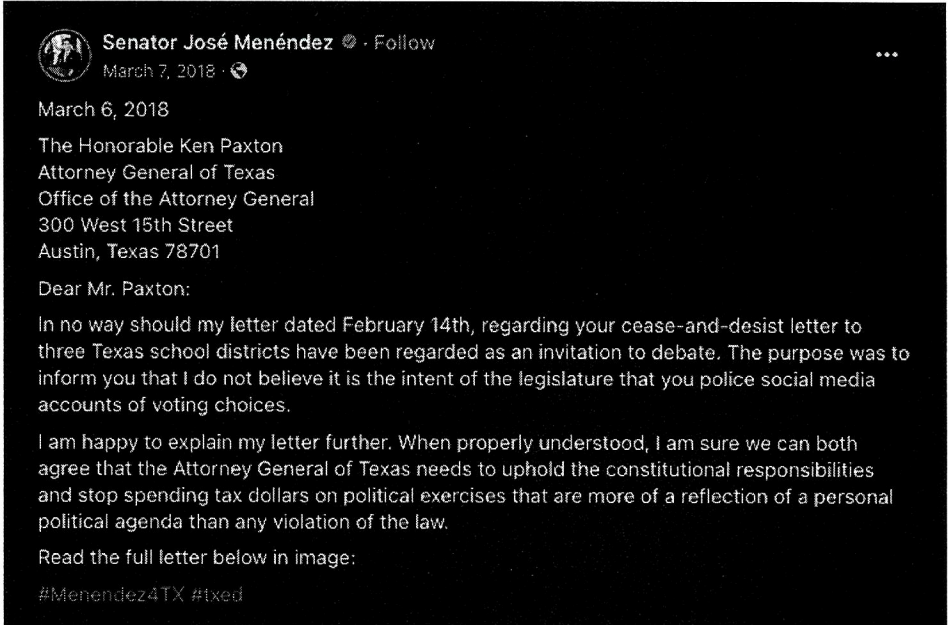 Senator José Menéndez · Follow
March 7, 2018 ·
March 6, 2018
The Honorable Ken Paxton
Attorney General of Texas
Office of the Attorney General
300 West 15th Street
Austin, Texas 78701
Dear Mr. Paxton:
In no way should my letter dated February 14th, regarding your cease-and-desist letter to
three Texas school districts have been regarded as an invitation to debate. The purpose was to
inform you that I do not believe it is the intent of the legislature that you police social media
accounts of voting choices.
I am happy to explain my letter further. When properly understood, I am sure we can both
agree that the Attorney General of Texas needs to uphold the constitutional responsibilities
and stop spending tax dollars on political exercises that are more of a reflection of a personal
political agenda than any violation of the law.
Read the full letter below in image:
#Menendez4TX #txed